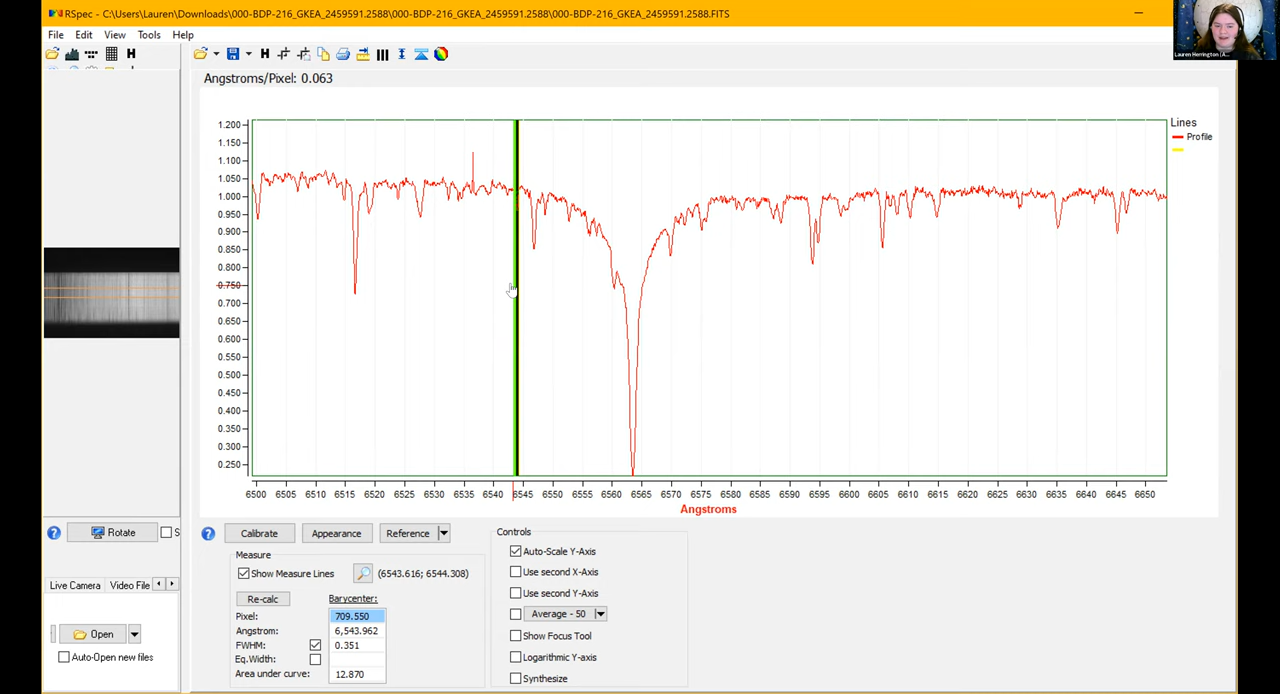 RSpec - C:\Users\Lauren\Downloads\000-BDP-216_GKEA_2459591.2588\000-BDP-216_GKEA_2459591.2588\000-BDP-216_GKEA_2459591.2588.FITS
File Edit View Tools Help
Lauren Herrington (A...
H H
Angstroms/Pixel: 0.063
Lines
Profile
1.200
1.150
1.100
1.050
1.000
0.950
0.900
0.850
0.800
0.750
0.700
0.650
0.600
0.550
0.500
0.450
0.400
0.350
0.300
0.250
6500 6505 6510 6515 6520 6525 6530 6535 6540 6545 6550 6555 6560 6565 6570 6575 6580 6585 6590 6595 6600 6605 6610 6615 6620 6625 6630 6635 6640 6645 6650
Angstroms
Rotate S
Calibrate Appearance Reference
Controls
Measure
Auto-Scale Y-Axis
Show Measure Lines (6543.616; 6544.308)
Use second X-Axis
Live Camera Video File
Use second Y-Axis
Re-calc Barycenter:
Average - 50
Pixel: 709.550
Angstrom: 6,543.962
Open
Show Focus Tool
FWHM: 0.351
Auto-Open new files
Logarithmic Y-axis
Eq.Width:
Area under curve: 12.870
Synthesize